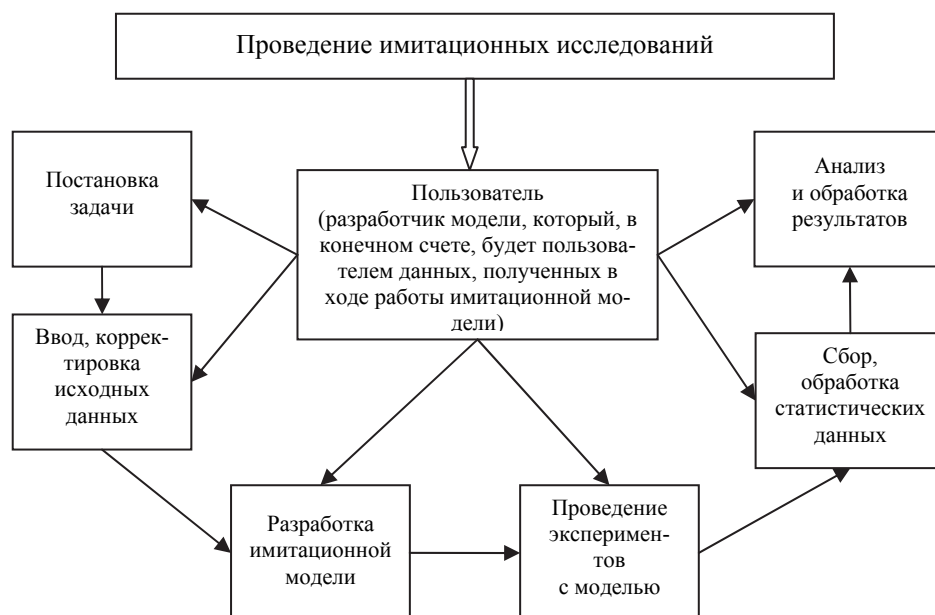 Проведение имитационных исследований
Постановка
задачи
Пользователь
(разработчик модели, который, в
конечном счете, будет пользова-
телем данных, полученных в
ходе работы имитационной мо-
дели)
Анализ
и обработка
результатов
Ввод, коррек-
тировка
исходных
данных
Сбор,
обработка
статистических
данных
Разработка
имитационной
модели
Проведение
эксперимен-
тов
с моделью